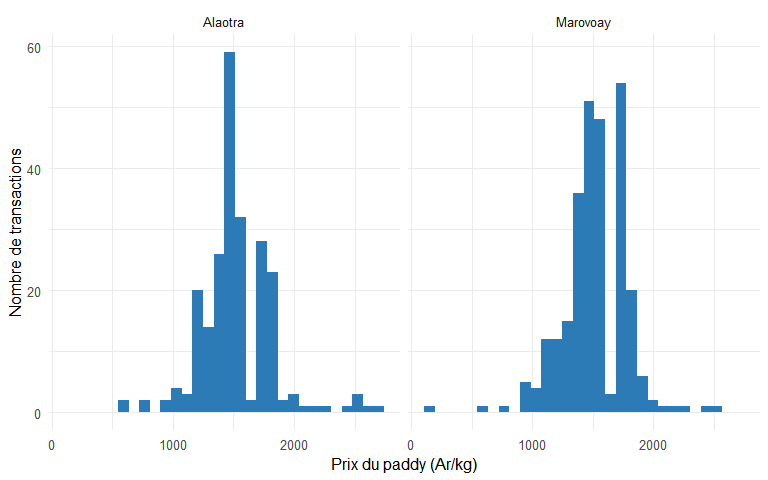 Alaotra
Marovoay
60
40
20
0
Nombre de transactions
0
1000
2000
0
1000
2000
Prix du paddy (Ar/kg)